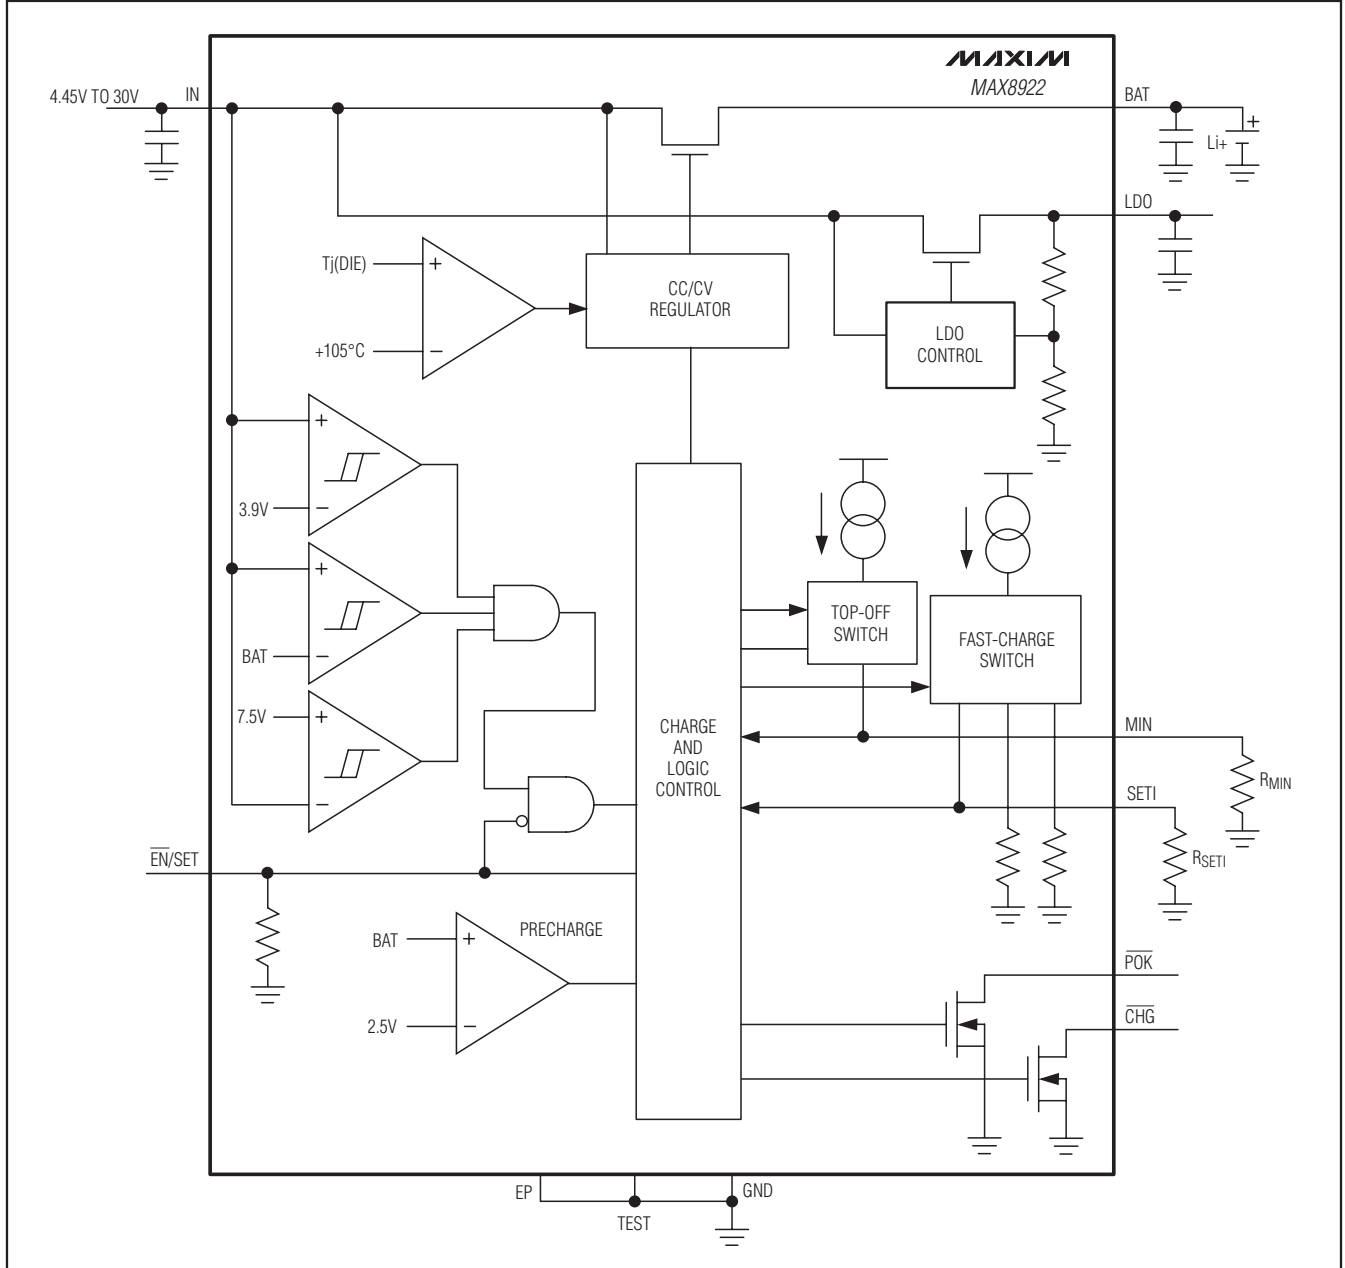 MAXIM
MAX8922
4.45V TO 30V
IN
BAT
+
Li+
LDO
Tj(DIE)
+
+105°C
−
CC/CV
REGULATOR
LDO
CONTROL
+
3.9V
−
+
BAT
−
7.5V
+
−
TOP-OFF
SWITCH
FAST-CHARGE
SWITCH
CHARGE
AND
LOGIC
CONTROL
MIN
RMIN
SETI
RSETI
EN/SET
PRECHARGE
BAT
+
2.5V
−
POK
CHG
EP
TEST
GND